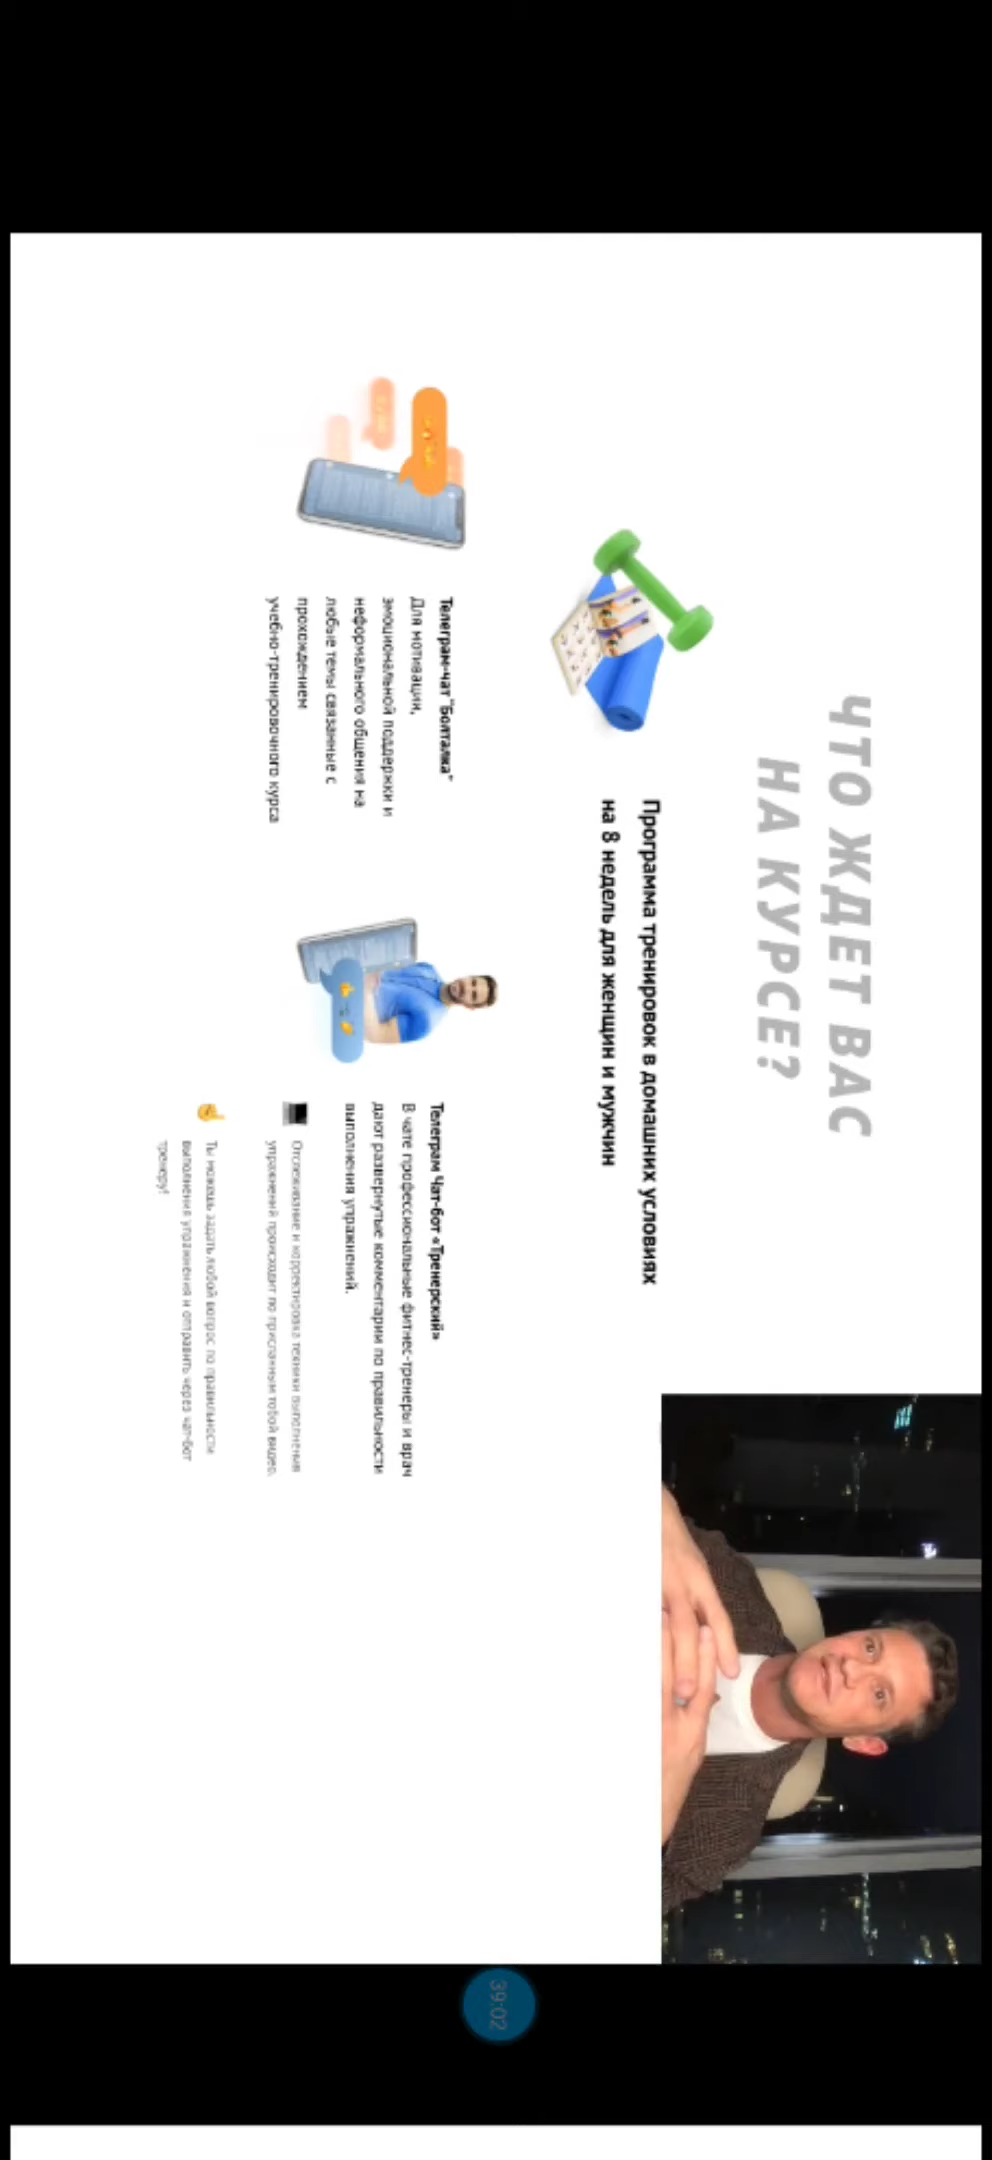 ЧТО ЖДЕТ ВАС
НА КУРСЕ?
Программа тренировок в домашних условиях
на 8 недель для женщин и мужчин
Телеграм-чат"Болталка"
Для мотивации,
эмоциональной поддержки и
неформального общения на
любые темы связанные с
прохождением
учебно-тренировочного курса
Телеграм Чат-бот «Тренерский»
В чате профессиональные фитнес-тренеры и врач
дают развернутые комментарии по правильности
выполнения упражнений.
Отслеживание и корректировка техники выполнения
упражнений происходит по присланным тобой видео.
Ты можешь задать любой вопрос по правильности
выполнения упражнения и отправить через чат-бот
тренеру!
39:02